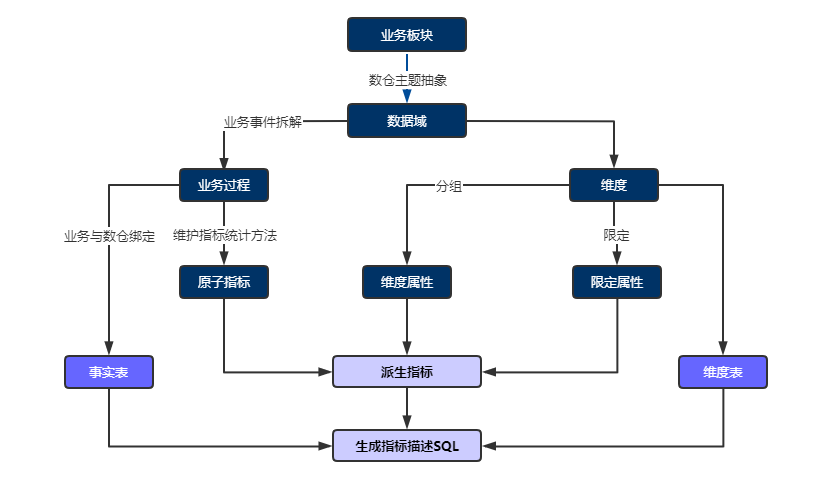 业务板块
数仓主题抽象
业务事件拆解
数据域
业务过程
分组
维度
业务与数仓绑定
维护指标统计方法
限定
原子指标
维度属性
限定属性
事实表
派生指标
维度表
生成指标描述SQL